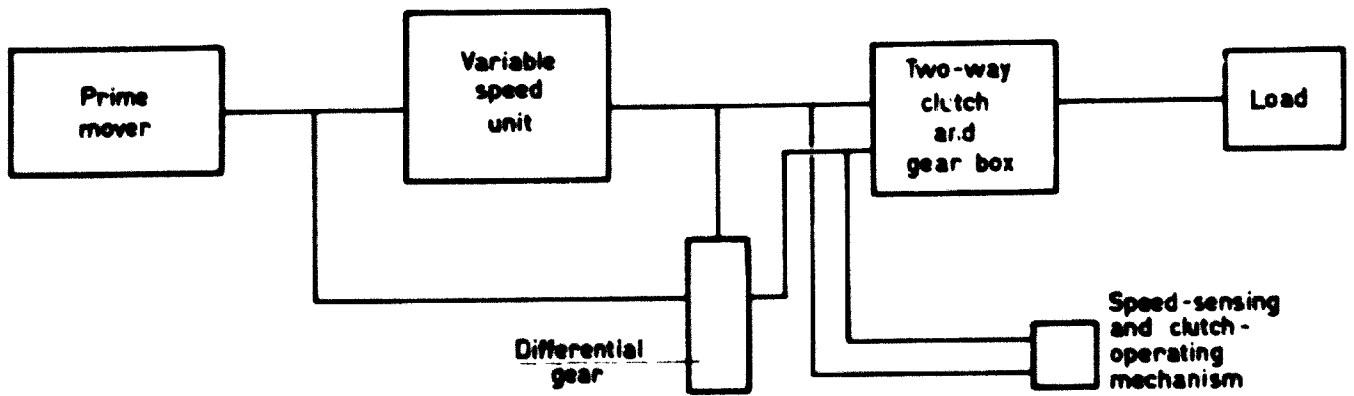 Prime
mover
Variable
speed
unit
Two-way
clutch
and
gear box
Load
Differential
gear
Speed-sensing
and clutch-
operating
mechanism